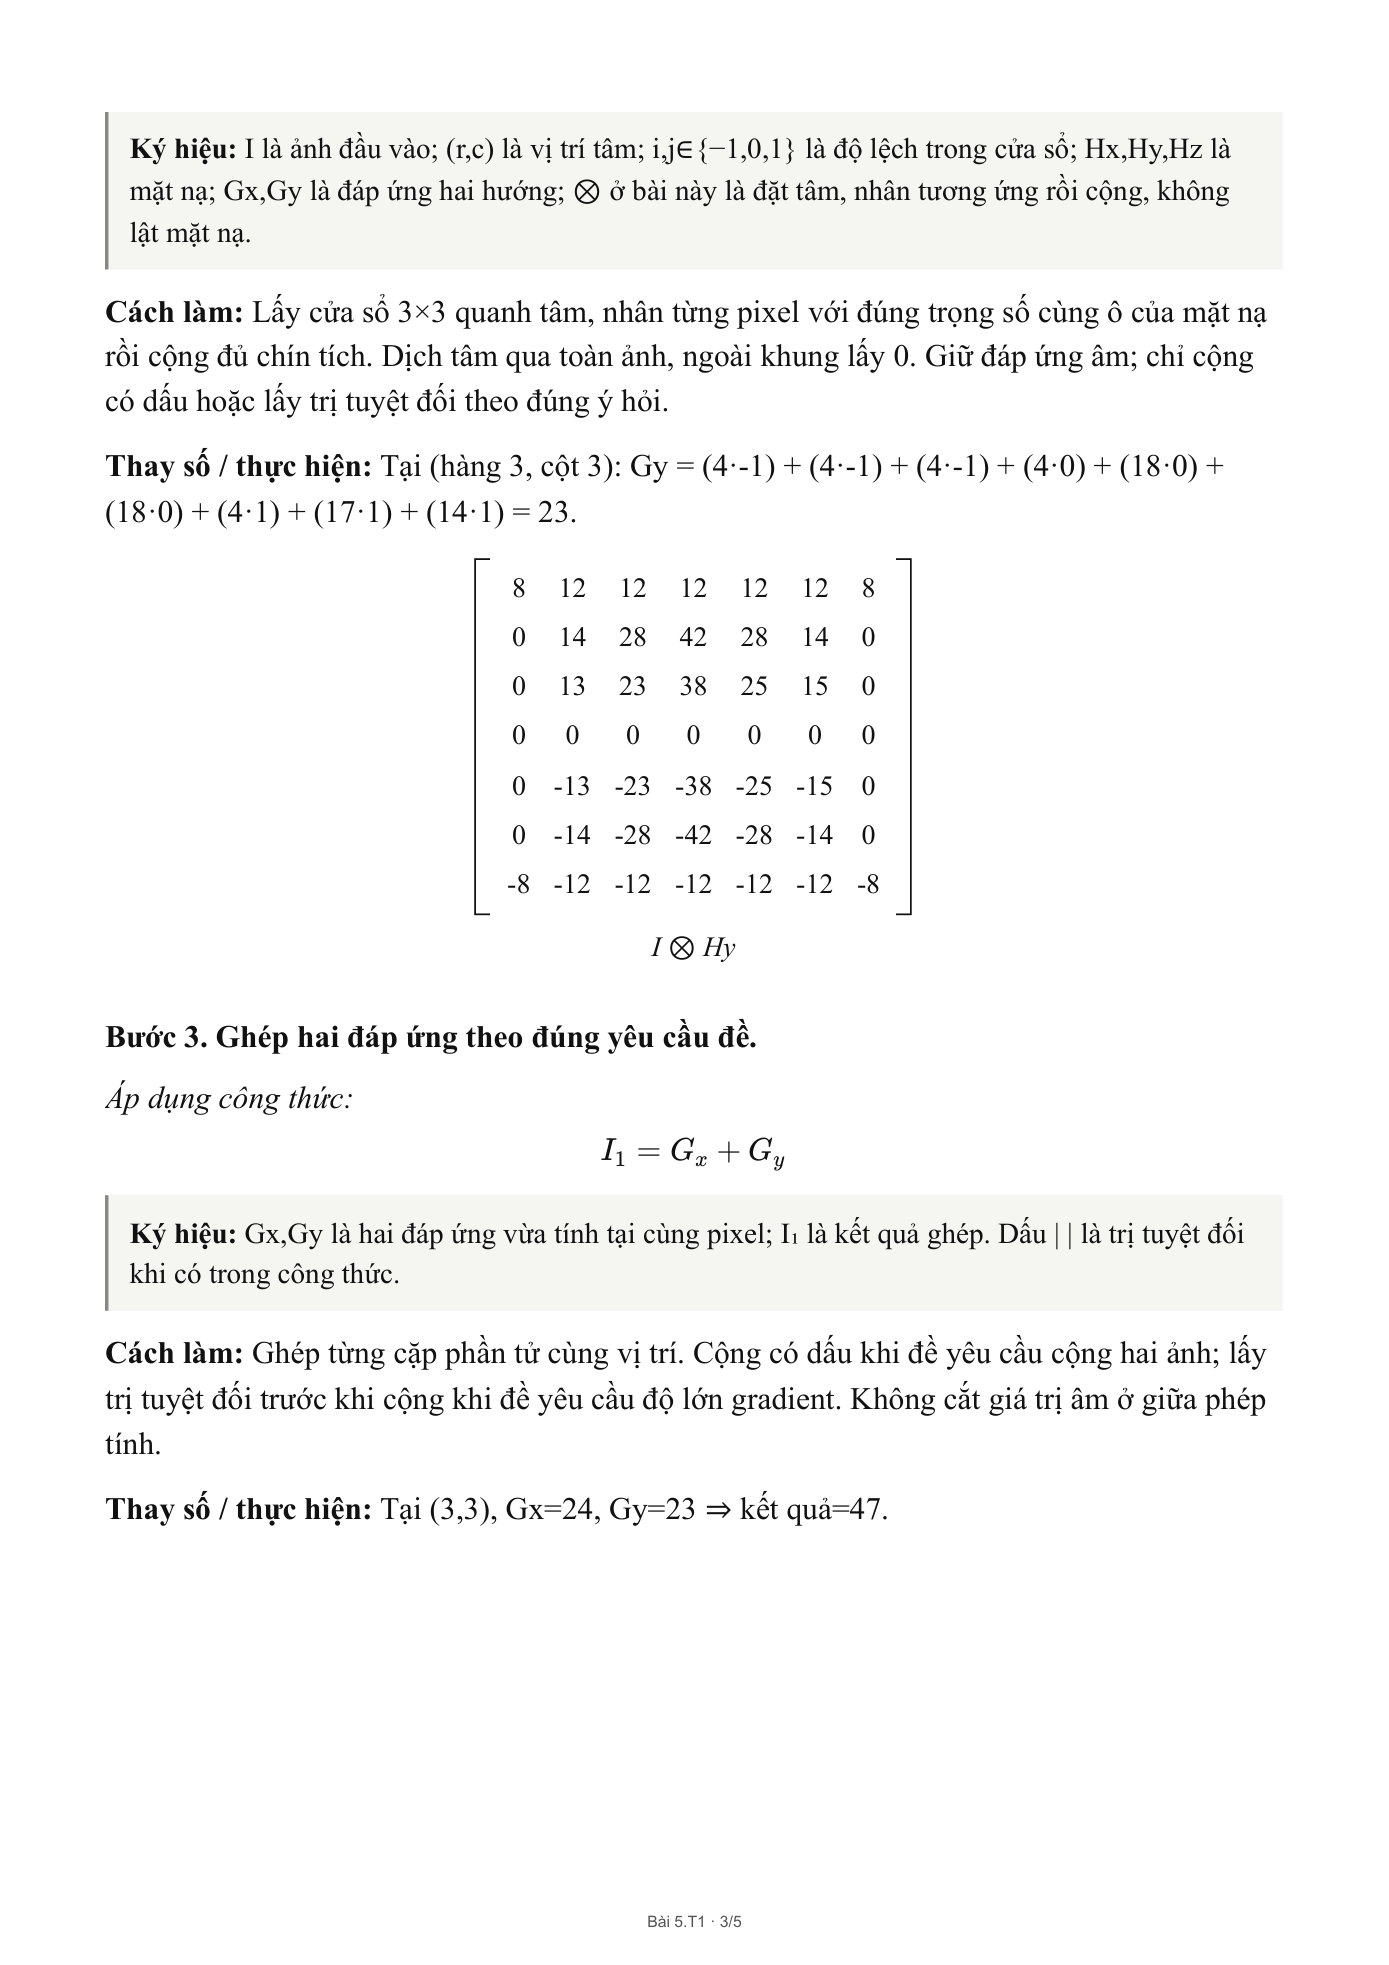 Ký hiệu: I là ảnh đầu vào; (r,c) là vị trí tâm; i,j∈{−1,0,1} là độ lệch trong cửa sổ; Hx,Hy,Hz là
mặt nạ; Gx,Gy là đáp ứng hai hướng; ⊗ ở bài này là đặt tâm, nhân tương ứng rồi cộng, không
lật mặt nạ.
Cách làm: Lấy cửa sổ 3×3 quanh tâm, nhân từng pixel với đúng trọng số cùng ô của mặt nạ
rồi cộng đủ chín tích. Dịch tâm qua toàn ảnh, ngoài khung lấy 0. Giữ đáp ứng âm; chỉ cộng
có dấu hoặc lấy trị tuyệt đối theo đúng ý hỏi.
Thay số / thực hiện: Tại (hàng 3, cột 3): Gy = (4·-1) + (4·-1) + (4·-1) + (4·0) + (18·0) +
(18·0) + (4·1) + (17·1) + (14·1) = 23.
8 12 12 12 12 12 8
0 14 28 42 28 14 0
0 13 23 38 25 15 0
0 0 0 0 0 0 0
0 -13 -23 -38 -25 -15 0
0 -14 -28 -42 -28 -14 0
-8 -12 -12 -12 -12 -12 -8
I ⊗ Hy
Bước 3. Ghép hai đáp ứng theo đúng yêu cầu đề.
Áp dụng công thức:
I₁ = Gₓ + G_y
Ký hiệu: Gx,Gy là hai đáp ứng vừa tính tại cùng pixel; I₁ là kết quả ghép. Dấu | | là trị tuyệt đối
khi có trong công thức.
Cách làm: Ghép từng cặp phần tử cùng vị trí. Cộng có dấu khi đề yêu cầu cộng hai ảnh; lấy
trị tuyệt đối trước khi cộng khi đề yêu cầu độ lớn gradient. Không cắt giá trị âm ở giữa phép
tính.
Thay số / thực hiện: Tại (3,3), Gx=24, Gy=23 ⇒ kết quả=47.
Bài 5.T1 · 3/5